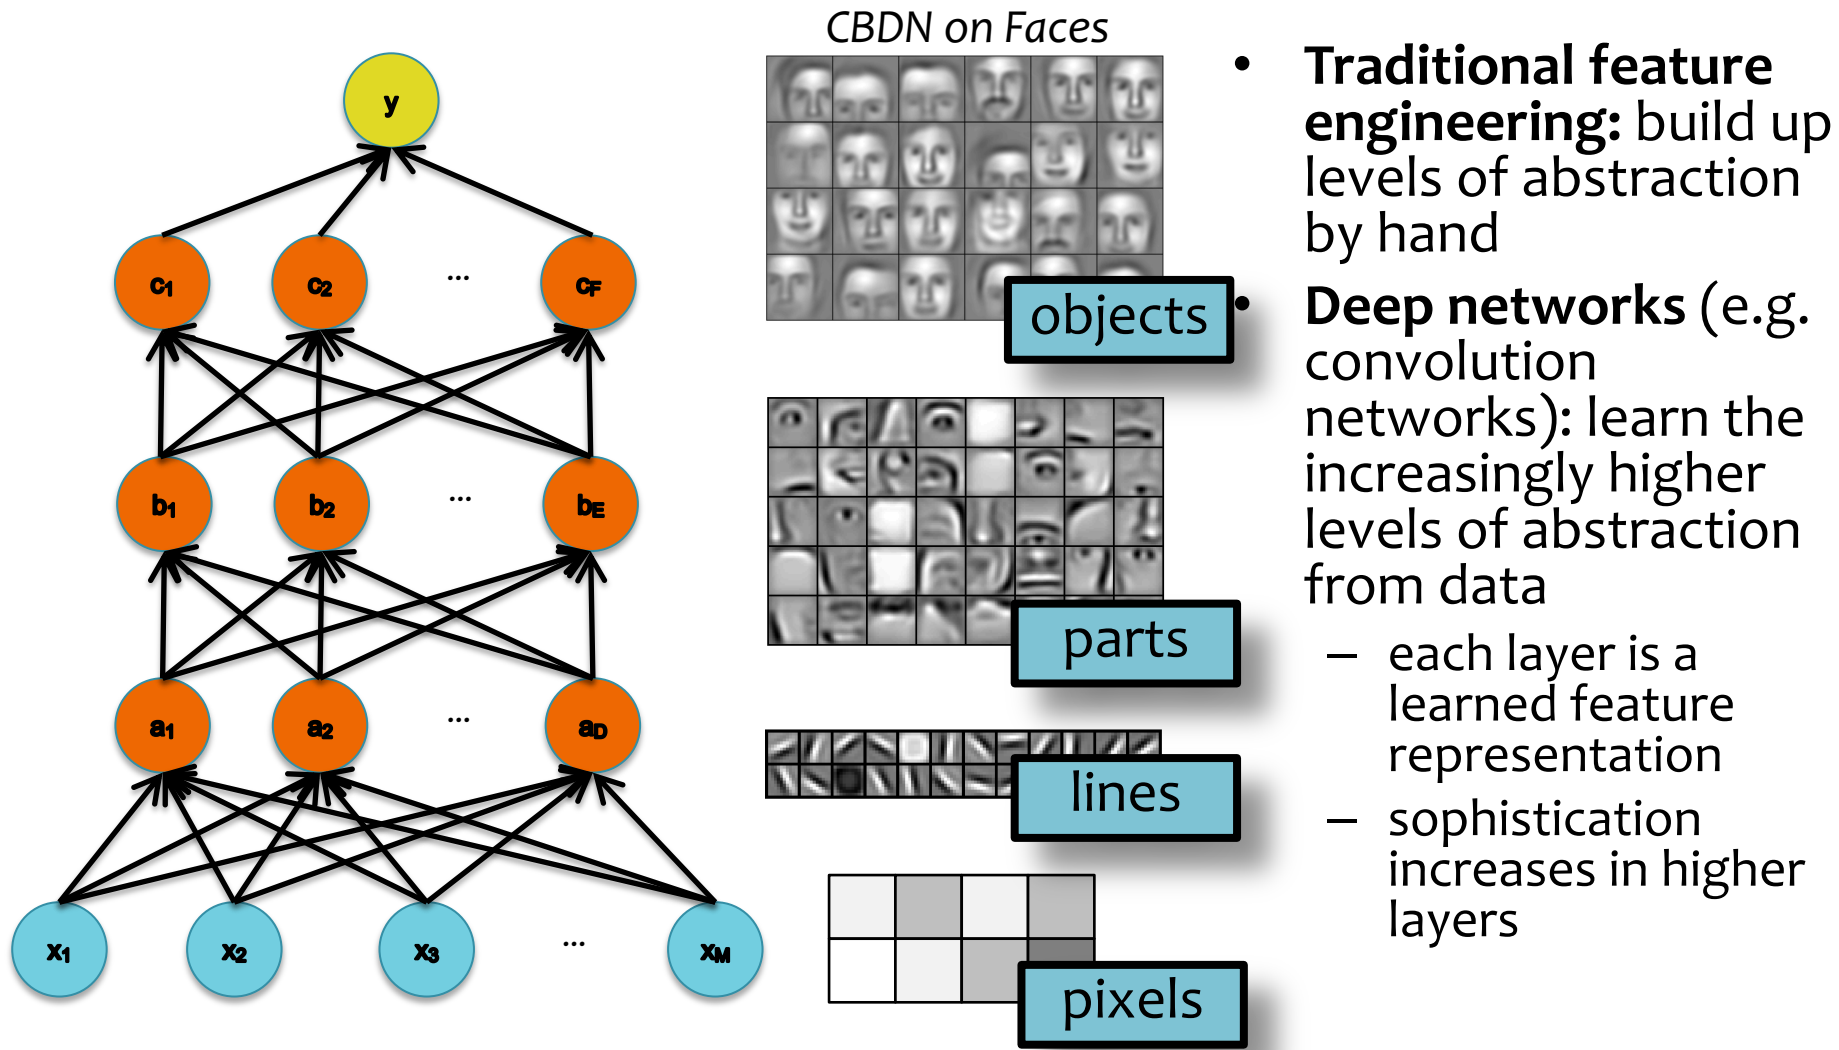 y
c1 c2 ... cF
b1 b2 ... bE
a1 a2 ... aD
x1 x2 x3 ... xM
CBDN on Faces
objects
parts
lines
pixels
• Traditional feature
engineering: build up
levels of abstraction
by hand
• Deep networks (e.g.
convolution
networks): learn the
increasingly higher
levels of abstraction
from data
– each layer is a
learned feature
representation
– sophistication
increases in higher
layers